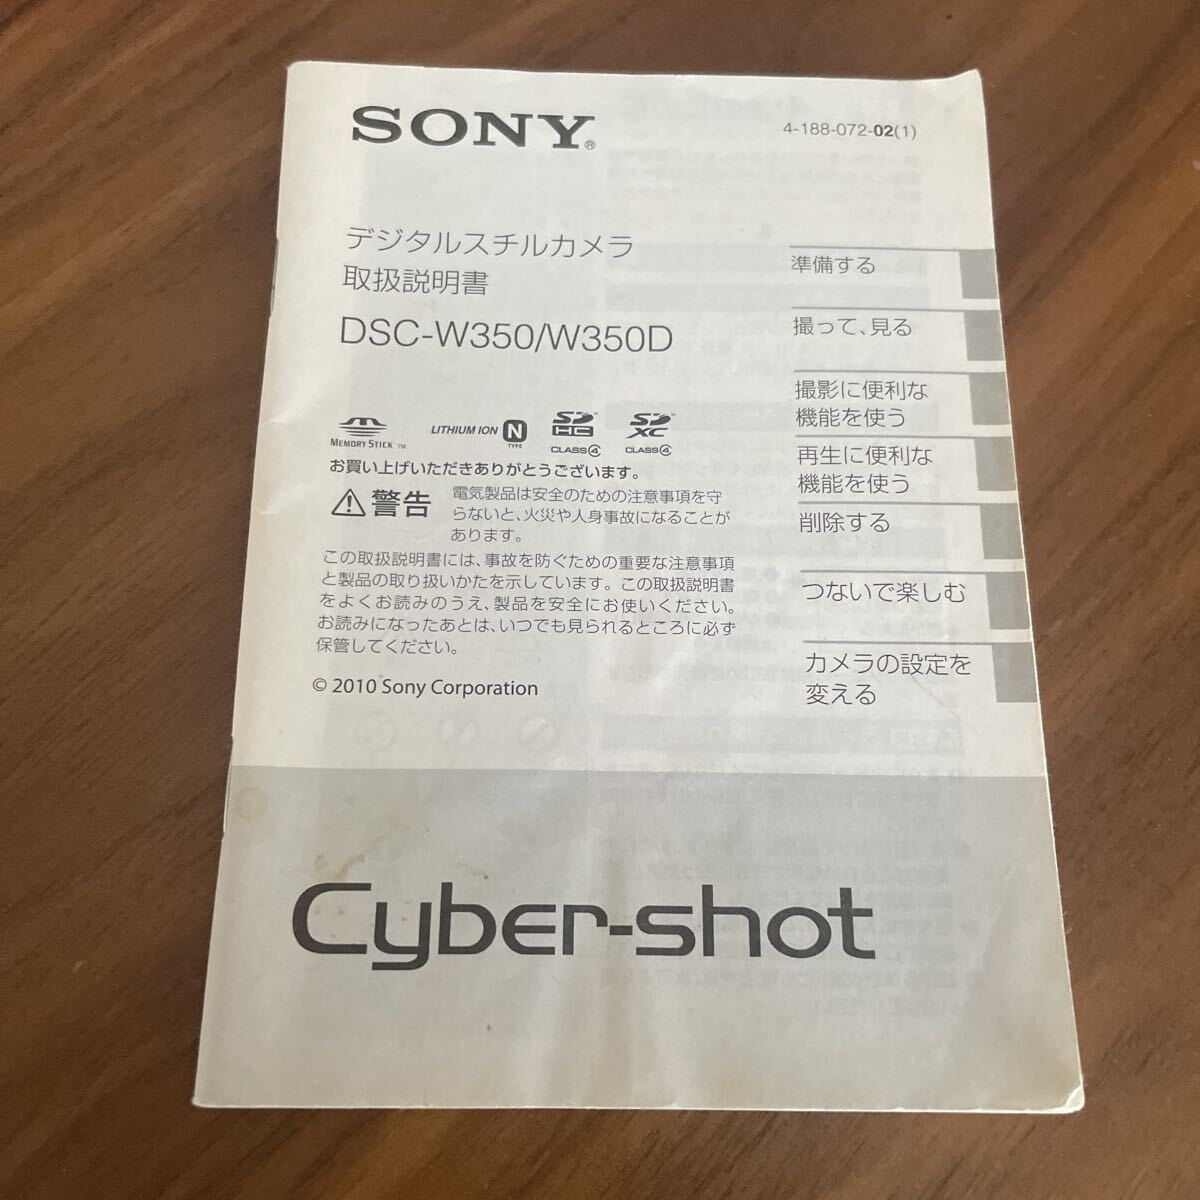 SONY®
4-188-072-02(1)
デジタルスチルカメラ
取扱説明書
DSC-W350/W350D
MEMORY STICK ™
LITHIUM ION N TYPE
SD HC ™ CLASS④
SD XC ™ CLASS④
お買い上げいただきありがとうございます。
警告
電気製品は安全のための注意事項を守
らないと、火災や人身事故になることが
あります。
この取扱説明書には、事故を防ぐための重要な注意事項
と製品の取り扱いかたを示しています。この取扱説明書
をよくお読みのうえ、製品を安全にお使いください。
お読みになったあとは、いつでも見られるところに必ず
保管してください。
© 2010 Sony Corporation
準備する
撮って、見る
撮影に便利な
機能を使う
再生に便利な
機能を使う
削除する
つないで楽しむ
カメラの設定を
変える
Cyber-shot